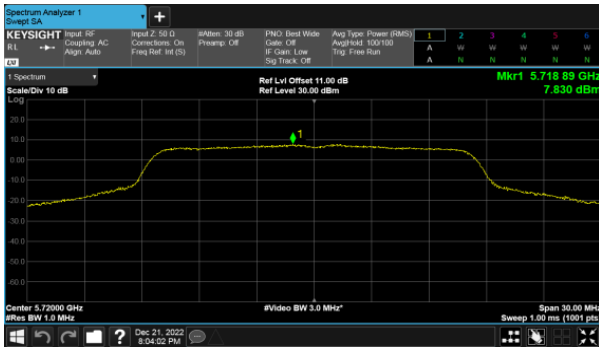 Spectrum Analyzer 1
Swept SA
+
KEYSIGHT Input: RF Input Z: 50 Ω #Atten: 30 dB PNO: Best Wide Avg Type: Power (RMS) 1 2 3 4 5 6
RL Coupling: AC Corrections: On Preamp: Off Gate: Off Avg|Hold: 100/100 A W W W W W
Align: Auto Freq Ref: Int (S) IF Gain: Low Trig: Free Run
LXI Sig Track: Off A N N N N N
1 Spectrum Ref Lvl Offset 11.00 dB Mkr1 5.718 89 GHz
Scale/Div 10 dB Ref Level 30.00 dBm 7.830 dBm
Log
20.0
10.0
1
0.00
-10.0
-20.0
-30.0
-40.0
-50.0
-60.0
Center 5.72000 GHz #Video BW 3.0 MHz* Span 30.00 MHz
#Res BW 1.0 MHz Sweep 1.00 ms (1001 pts)
? Dec 21, 2022
8:04:02 PM